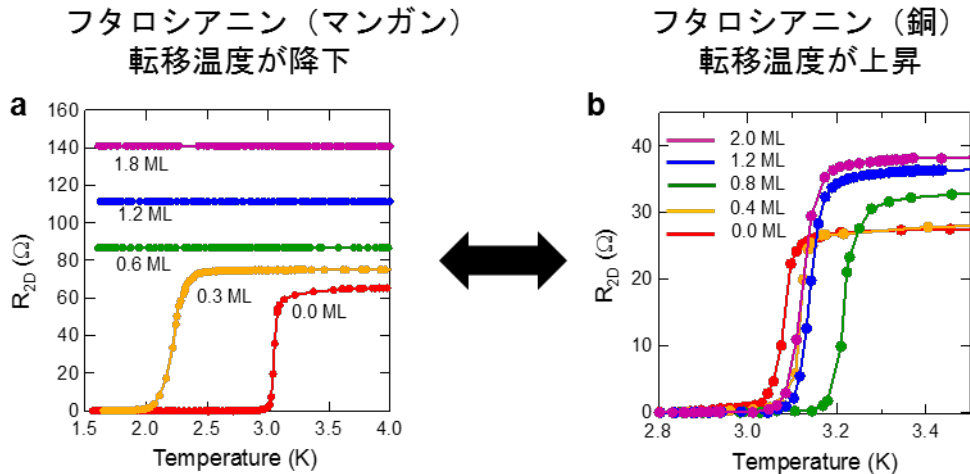 フタロシアニン（マンガン）
転移温度が降下
フタロシアニン（銅）
転移温度が上昇
a
160
140
120
100
80
60
40
20
0
R2D (Ω)
1.8 ML
1.2 ML
0.6 ML
0.3 ML
0.0 ML
1.5 2.0 2.5 3.0 3.5 4.0
Temperature (K)
b
40
30
20
10
0
R2D (Ω)
2.0 ML
1.2 ML
0.8 ML
0.4 ML
0.0 ML
2.8 3.0 3.2 3.4
Temperature (K)